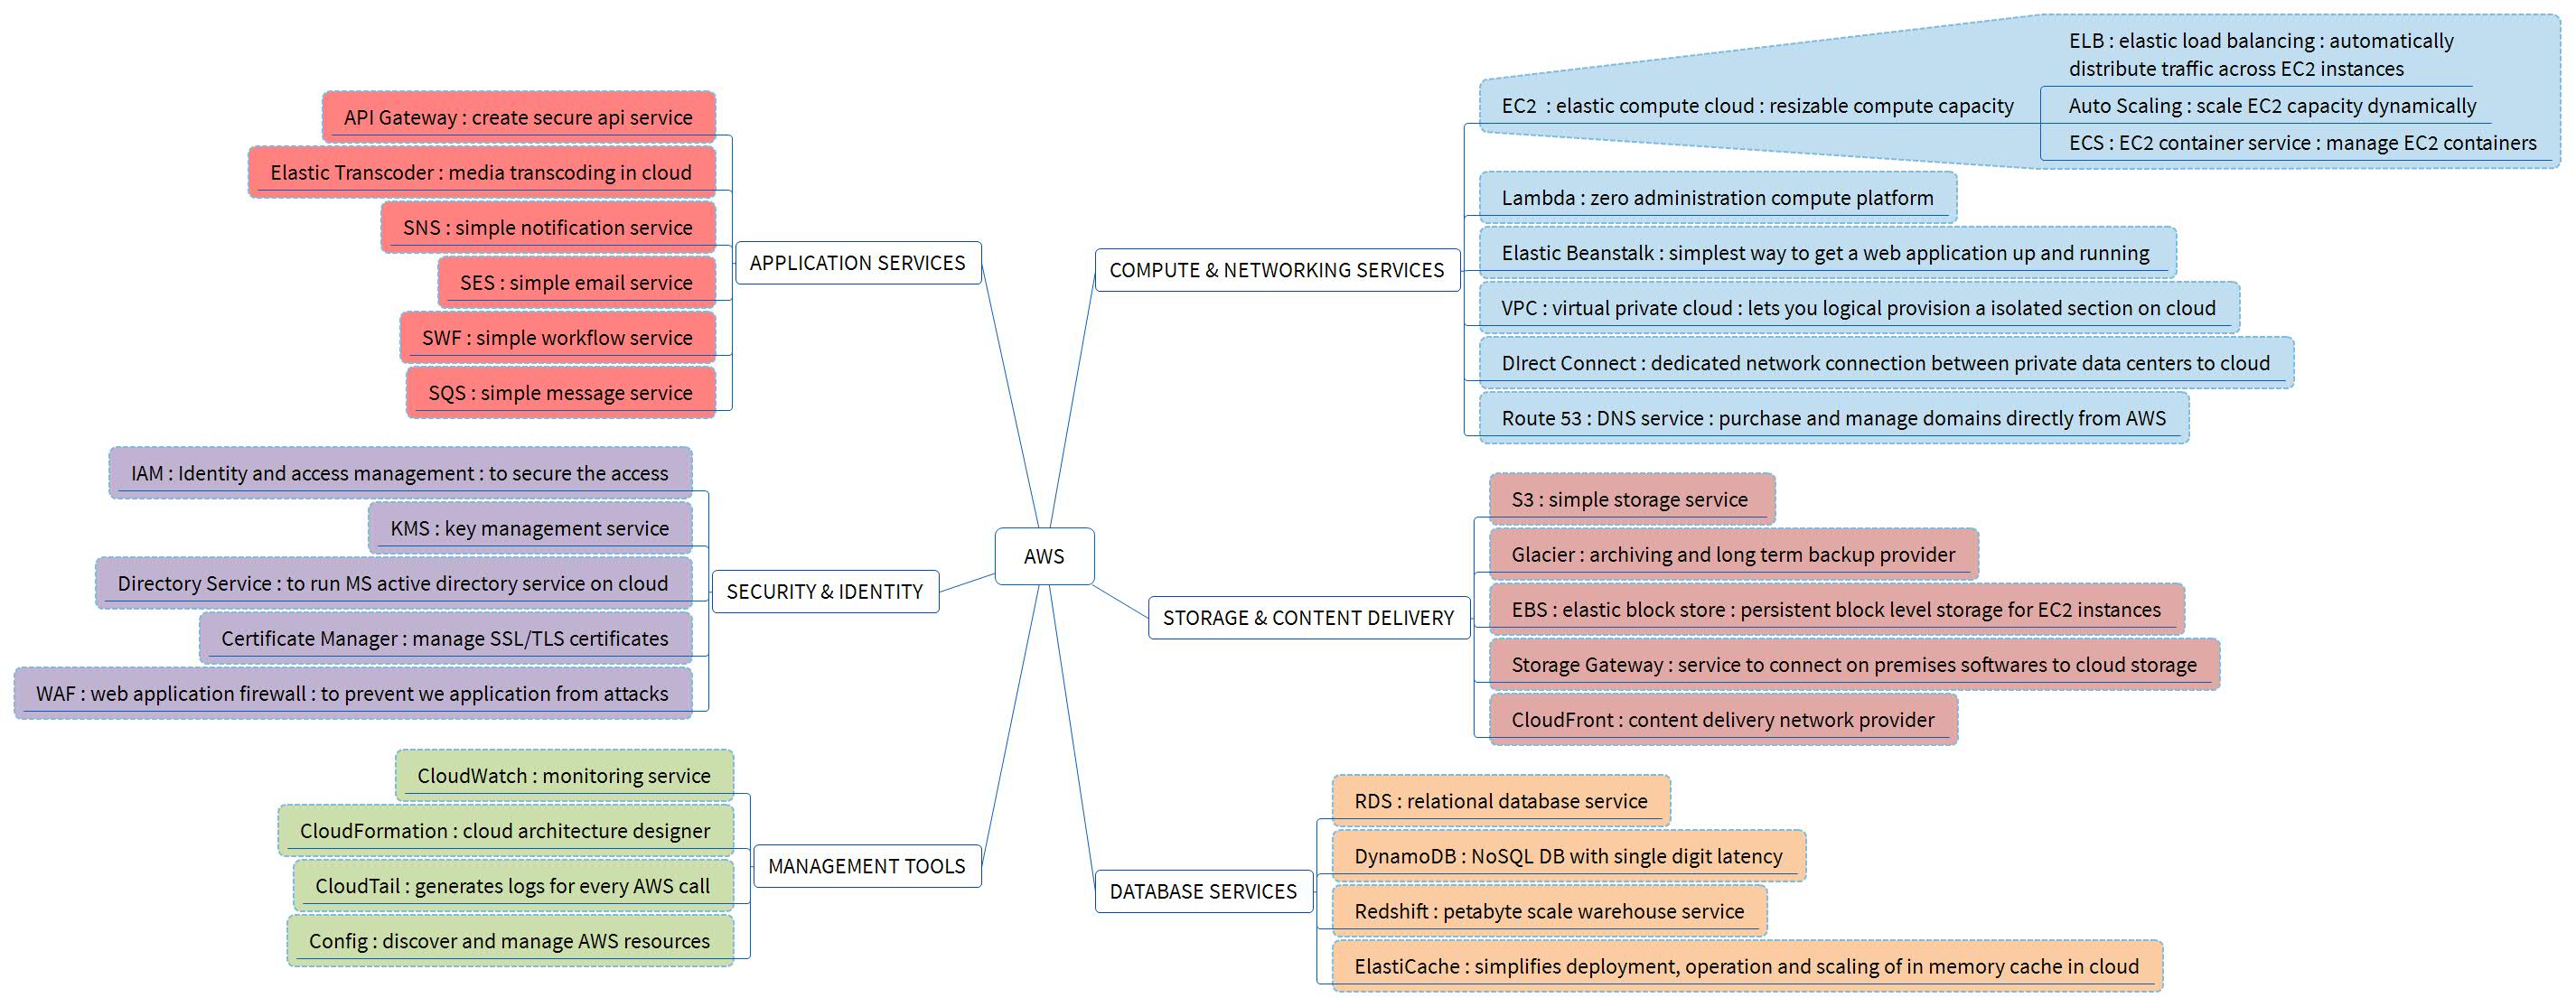 AWS
APPLICATION SERVICES
API Gateway : create secure api service
Elastic Transcoder : media transcoding in cloud
SNS : simple notification service
SES : simple email service
SWF : simple workflow service
SQS : simple message service
SECURITY & IDENTITY
IAM : Identity and access management : to secure the access
KMS : key management service
Directory Service : to run MS active directory service on cloud
Certificate Manager : manage SSL/TLS certificates
WAF : web application firewall : to prevent we application from attacks
MANAGEMENT TOOLS
CloudWatch : monitoring service
CloudFormation : cloud architecture designer
CloudTail : generates logs for every AWS call
Config : discover and manage AWS resources
COMPUTE & NETWORKING SERVICES
EC2 : elastic compute cloud : resizable compute capacity
ELB : elastic load balancing : automatically
distribute traffic across EC2 instances
Auto Scaling : scale EC2 capacity dynamically
ECS : EC2 container service : manage EC2 containers
Lambda : zero administration compute platform
Elastic Beanstalk : simplest way to get a web application up and running
VPC : virtual private cloud : lets you logical provision a isolated section on cloud
DIrect Connect : dedicated network connection between private data centers to cloud
Route 53 : DNS service : purchase and manage domains directly from AWS
STORAGE & CONTENT DELIVERY
S3 : simple storage service
Glacier : archiving and long term backup provider
EBS : elastic block store : persistent block level storage for EC2 instances
Storage Gateway : service to connect on premises softwares to cloud storage
CloudFront : content delivery network provider
DATABASE SERVICES
RDS : relational database service
DynamoDB : NoSQL DB with single digit latency
Redshift : petabyte scale warehouse service
ElastiCache : simplifies deployment, operation and scaling of in memory cache in cloud